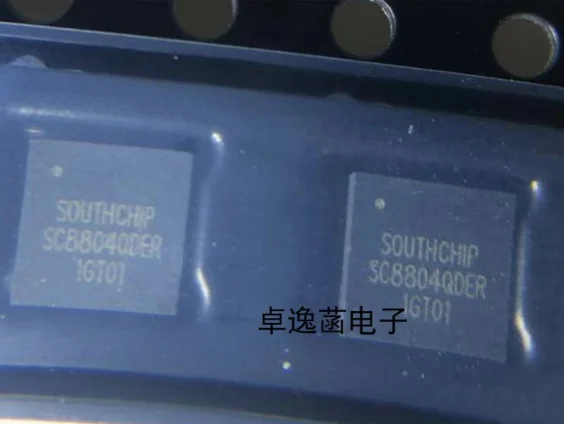 SOUTHCHIP
SC8804QDER
1GT01
SOUTHCHIP
SC8804QDER
1GT01
卓逸菡电子